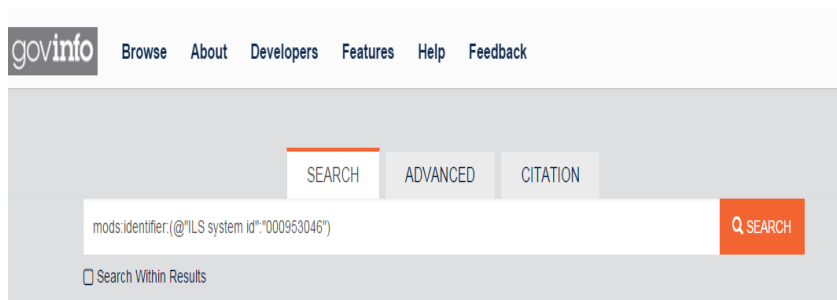 govinfo Browse About Developers Features Help Feedback
SEARCH ADVANCED CITATION
mods:identifier:(@"ILS system id":"000953046") SEARCH
Search Within Results